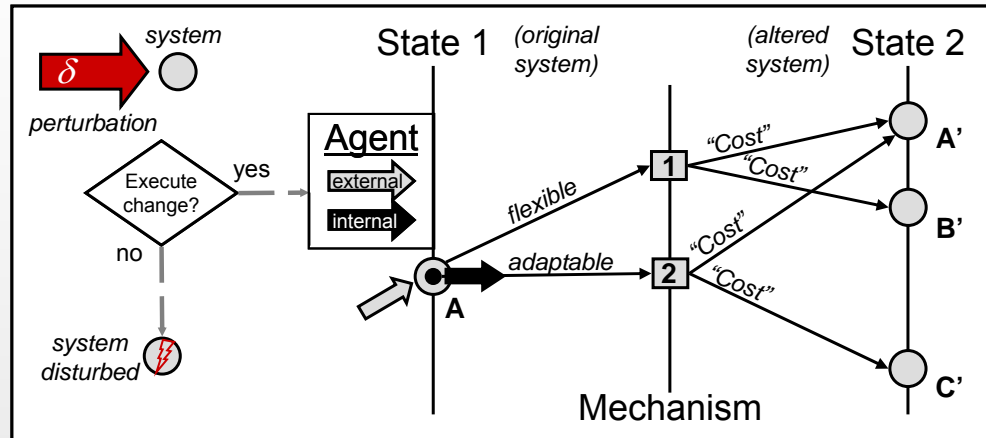 system
δ
perturbation
Execute
change?
yes
no
system
disturbed
Agent
external
internal
State 1
(original
system)
(altered
system)
State 2
flexible
adaptable
A
1
2
Mechanism
“Cost”
“Cost”
“Cost”
“Cost”
A’
B’
C’